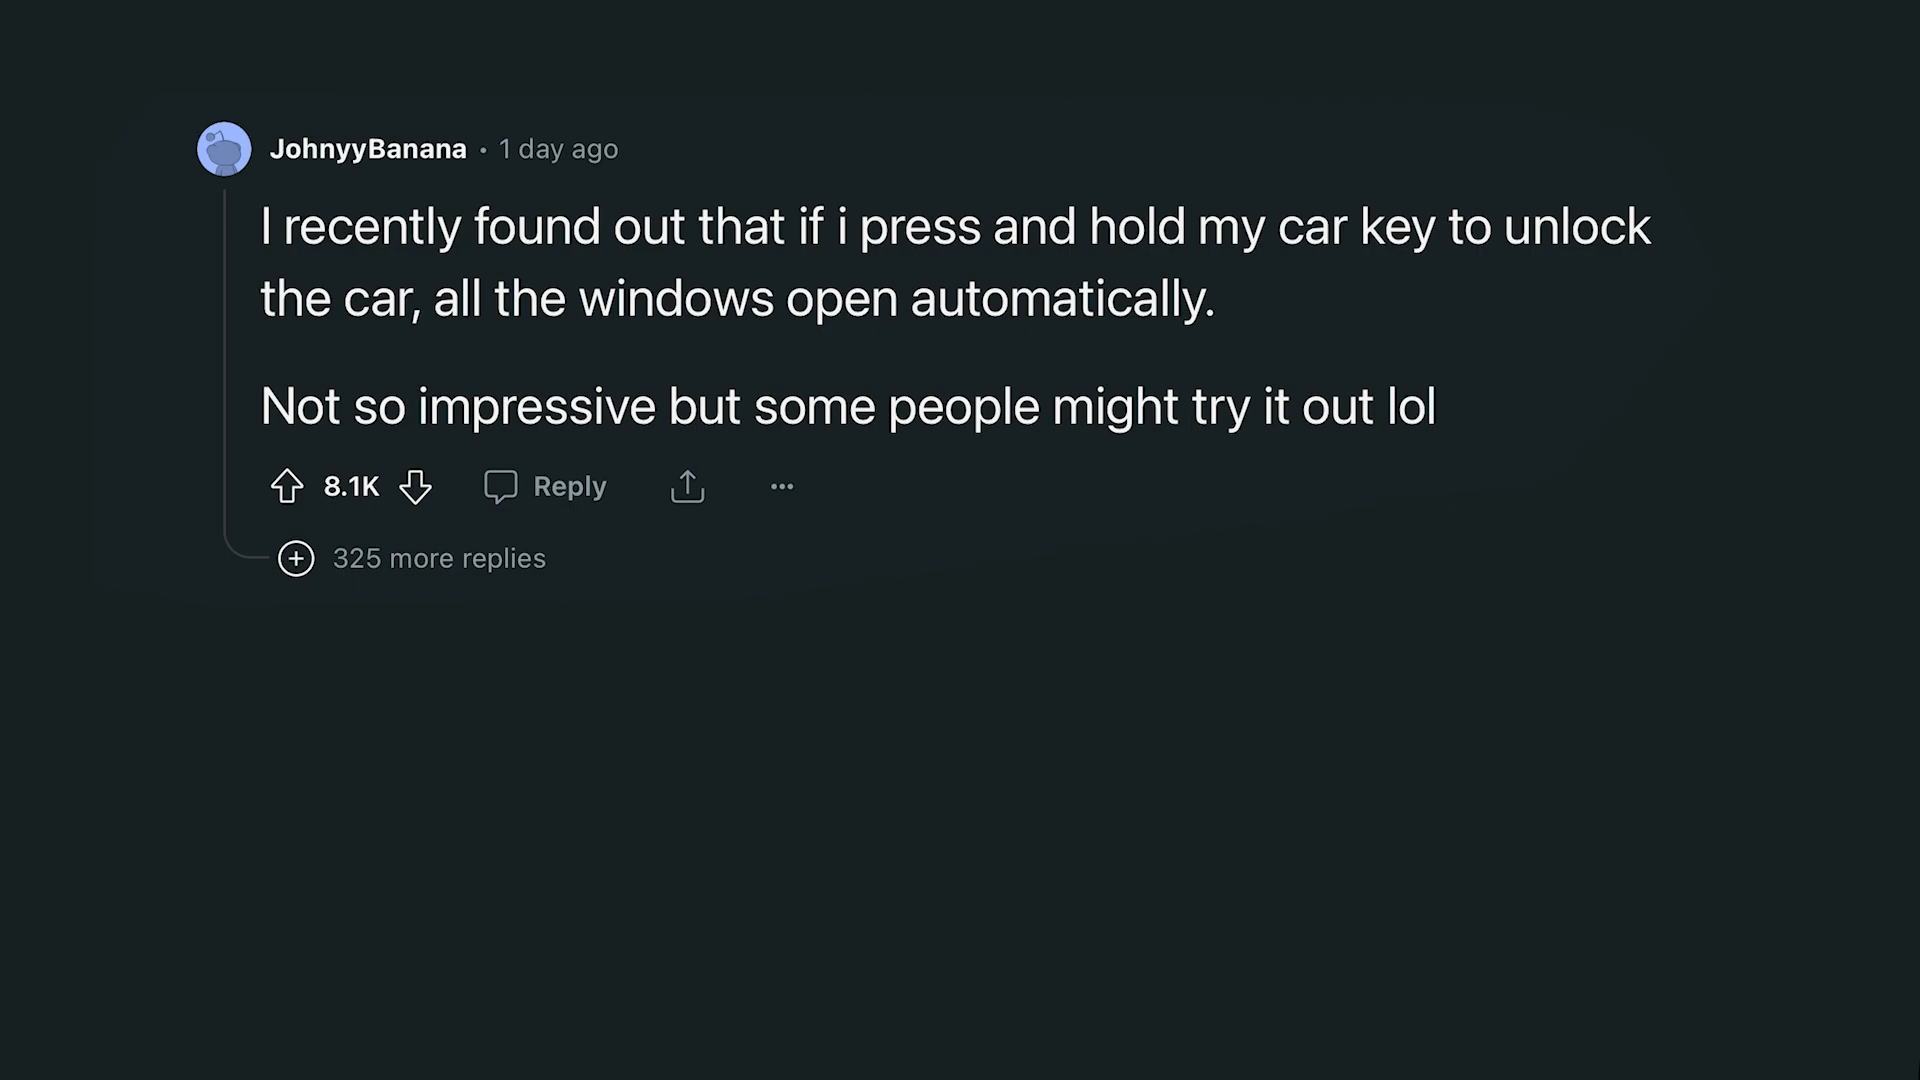 JohnyyBanana • 1 day ago
I recently found out that if i press and hold my car key to unlock
the car, all the windows open automatically.
Not so impressive but some people might try it out lol
8.1K Reply ...
325 more replies